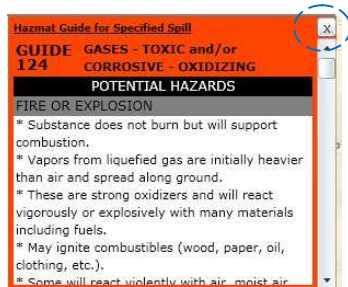 Hazmat Guide for Specified Spill
X
GUIDE 124
GASES - TOXIC and/or
CORROSIVE - OXIDIZING
POTENTIAL HAZARDS
FIRE OR EXPLOSION
* Substance does not burn but will support
combustion.
* Vapors from liquefied gas are initially heavier
than air and spread along ground.
* These are strong oxidizers and will react
vigorously or explosively with many materials
including fuels.
* May ignite combustibles (wood, paper, oil,
clothing, etc.).
* Some will react violently with air, moist air